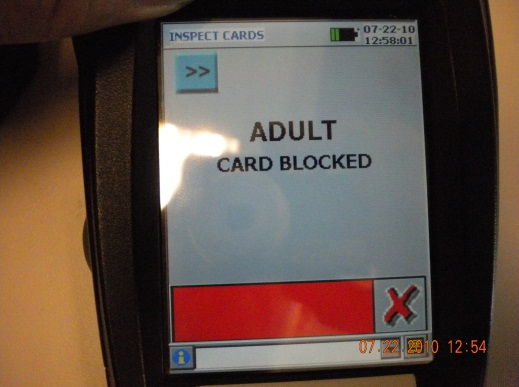 INSPECT CARDS
07-22-10
12:58:01
>>
ADULT
CARD BLOCKED
i
07.22.2010 12:54